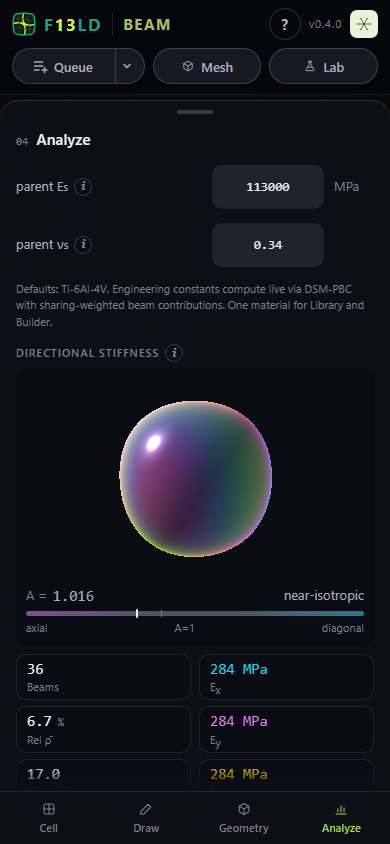 F13LD BEAM
? v0.4.0
Queue Mesh Lab
04 Analyze
parent Es i 113000 MPa
parent νs i 0.34
Defaults: Ti-6Al-4V. Engineering constants compute live via DSM-PBC
with sharing-weighted beam contributions. One material for Library and
Builder.
DIRECTIONAL STIFFNESS i
A = 1.016 near-isotropic
axial A=1 diagonal
36 284 MPa
Beams Ex
6.7 % 284 MPa
Rel ρ̄ Ey
17.0 284 MPa
Cell Draw Geometry Analyze